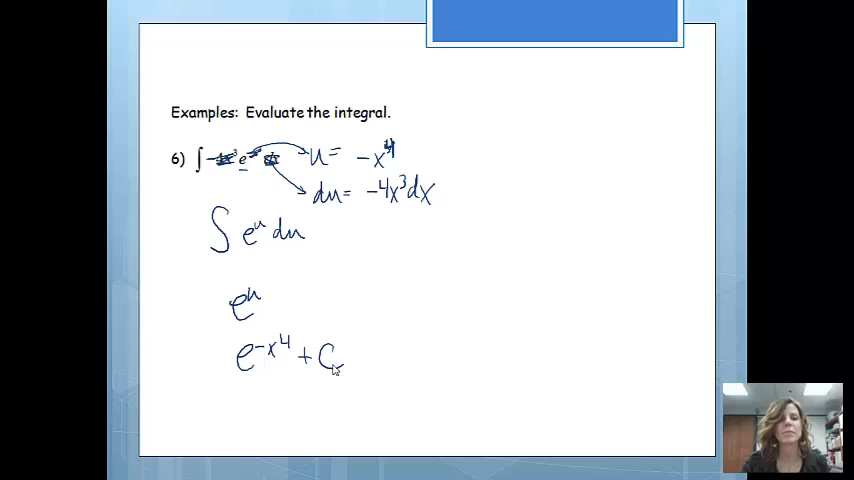 Examples: Evaluate the integral.
6) ∫ e u = -x⁴
du = -4x³dx
∫ eᵘ du
eᵘ
e^(-x⁴) + C